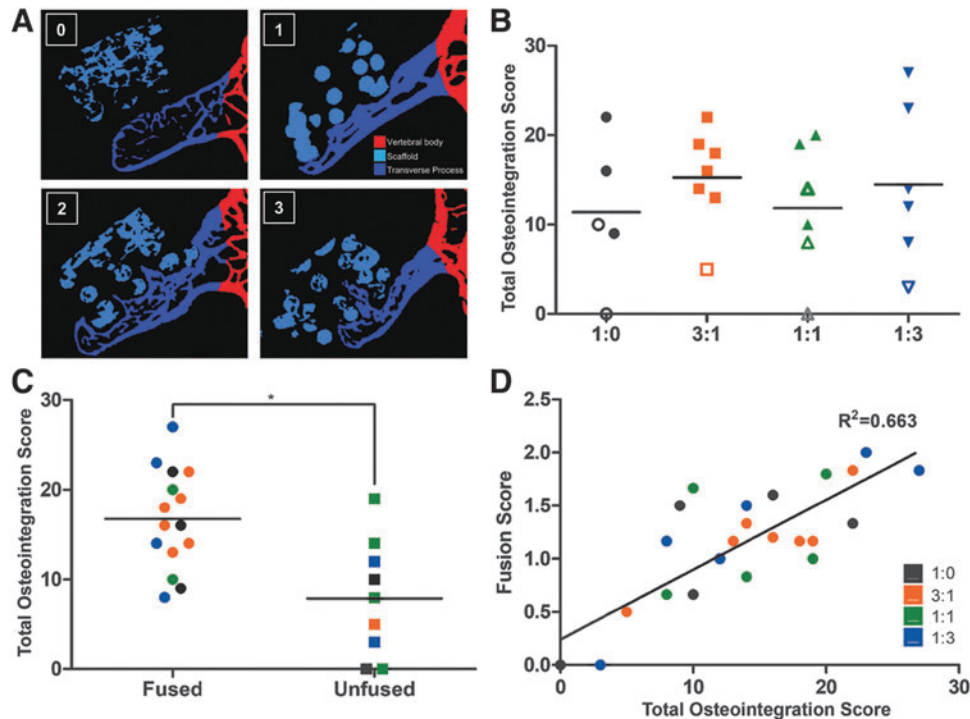 A
0
1
Vertebral body
Scaffold
Transverse Process
2
3
B
Total Osteointegration Score
30
20
10
0
1:0
3:1
1:1
1:3
C
Total Osteointegration Score
30
20
10
0
*
Fused
Unfused
D
Fusion Score
2.5
2.0
1.5
1.0
0.5
0.0
R²=0.663
1:0
3:1
1:1
1:3
0
10
20
30
Total Osteointegration Score